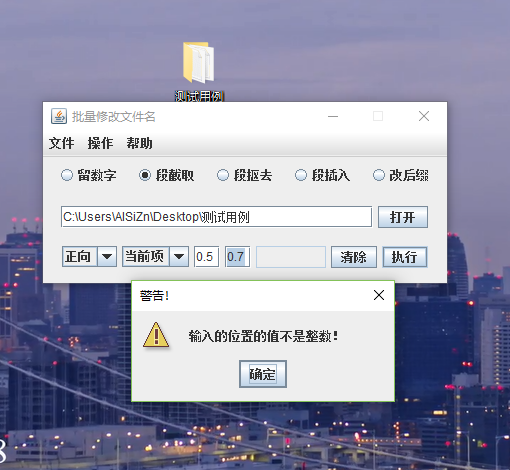 测试用例
批量修改文件名
文件 操作 帮助
留数字 段截取 段抠去 段插入 改后缀
C:\Users\AlSiZn\Desktop\测试用例 打开
正向 当前项 0.5 0.7 清除 执行
警告!
输入的位置的值不是整数!
确定
8